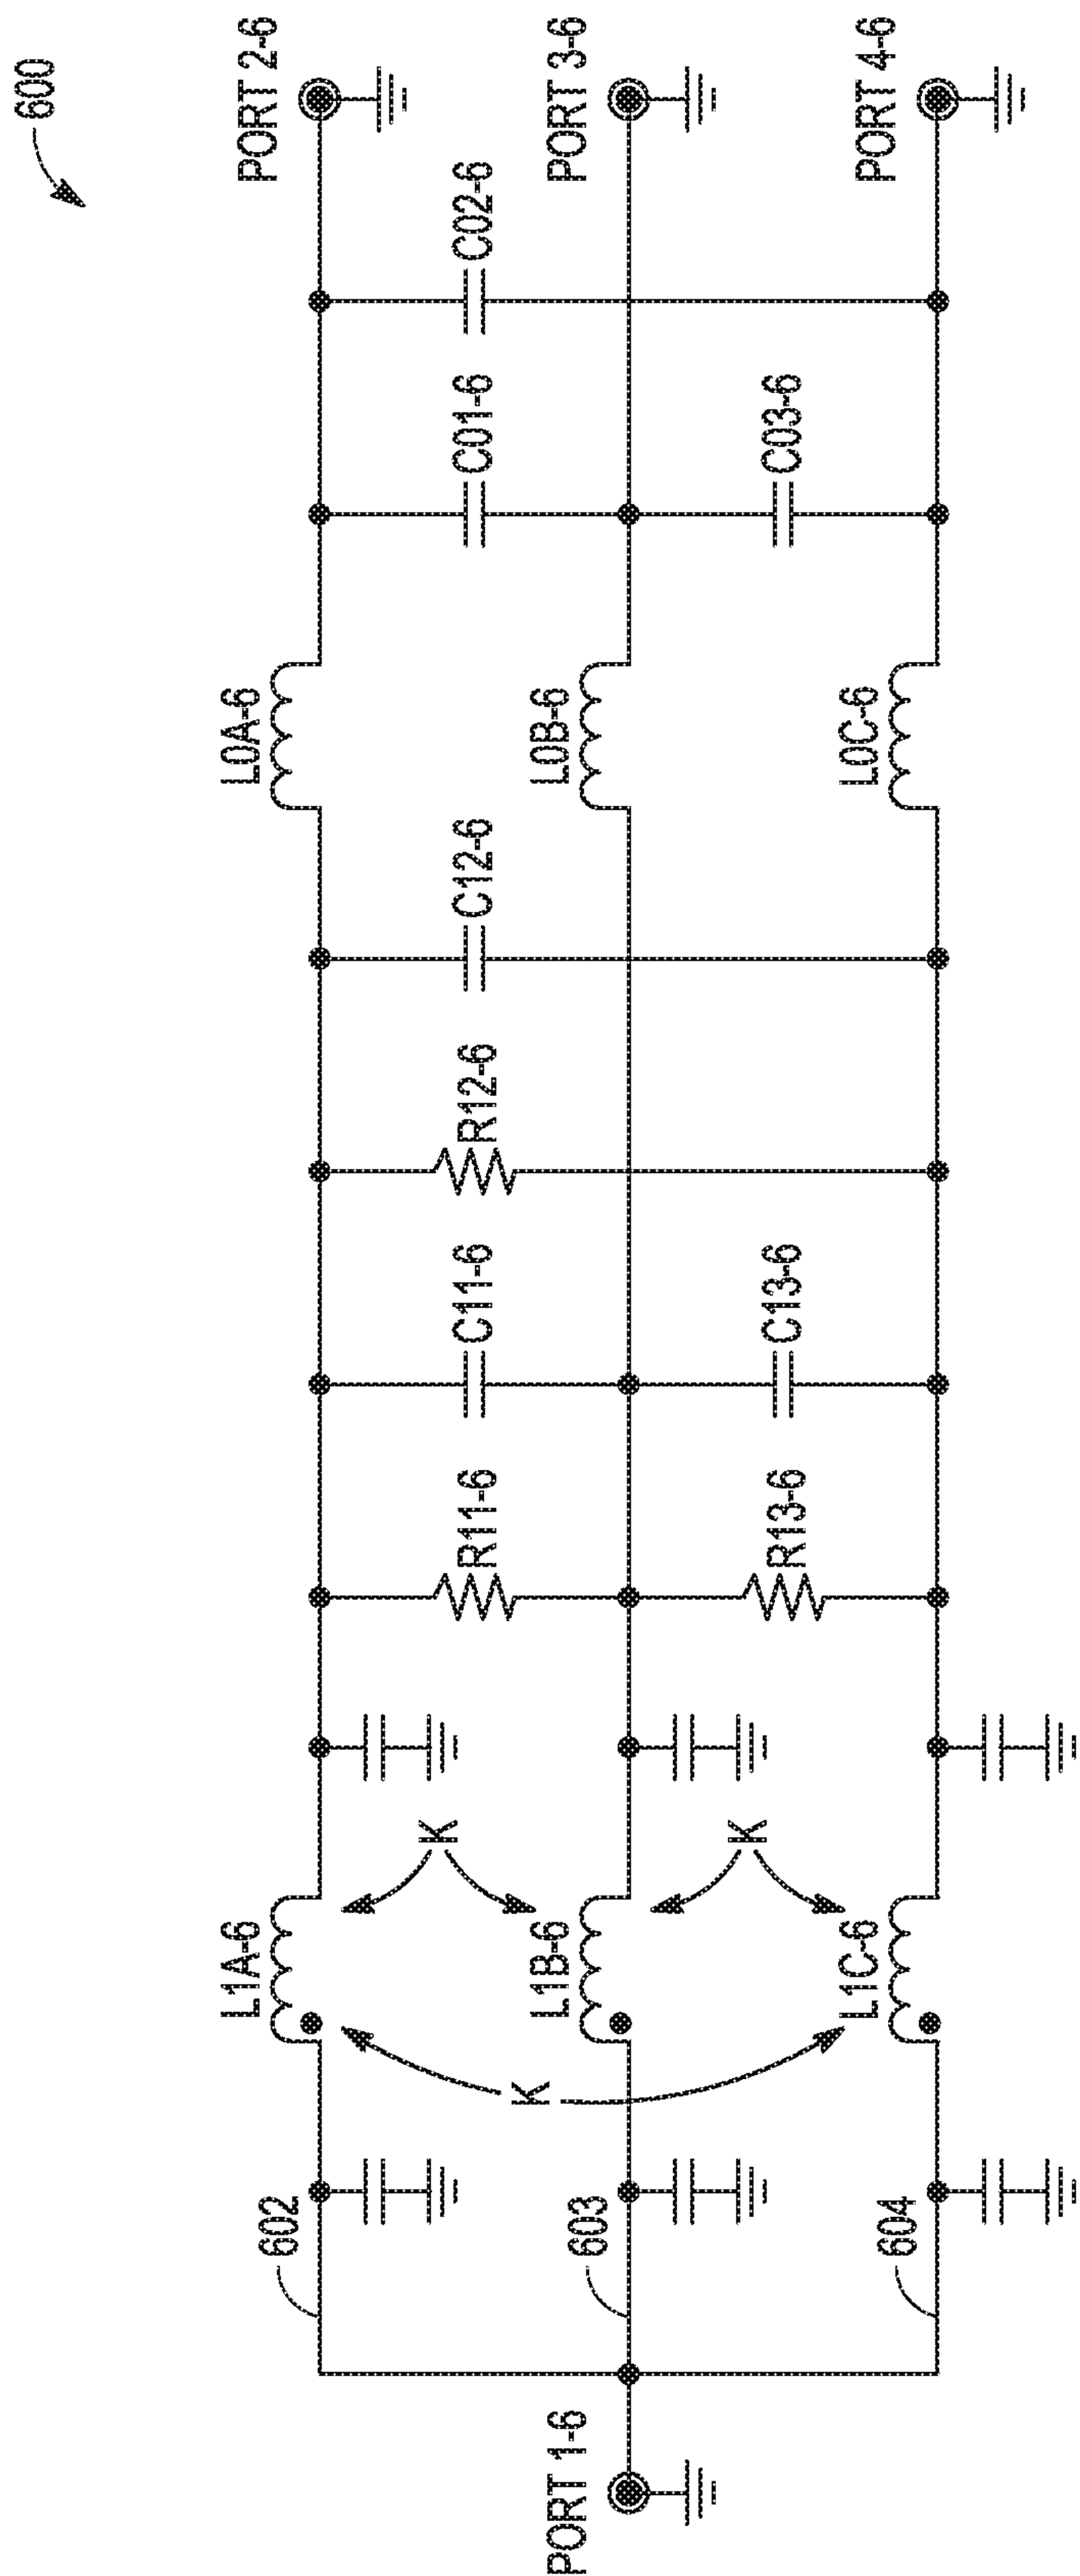 600
PORT 1-6
602
603
604
K
L1A-6
L1B-6
L1C-6
K
K
R11-6
R13-6
C11-6
C13-6
R12-6
C12-6
L0A-6
L0B-6
L0C-6
C01-6
C03-6
C02-6
PORT 2-6
PORT 3-6
PORT 4-6